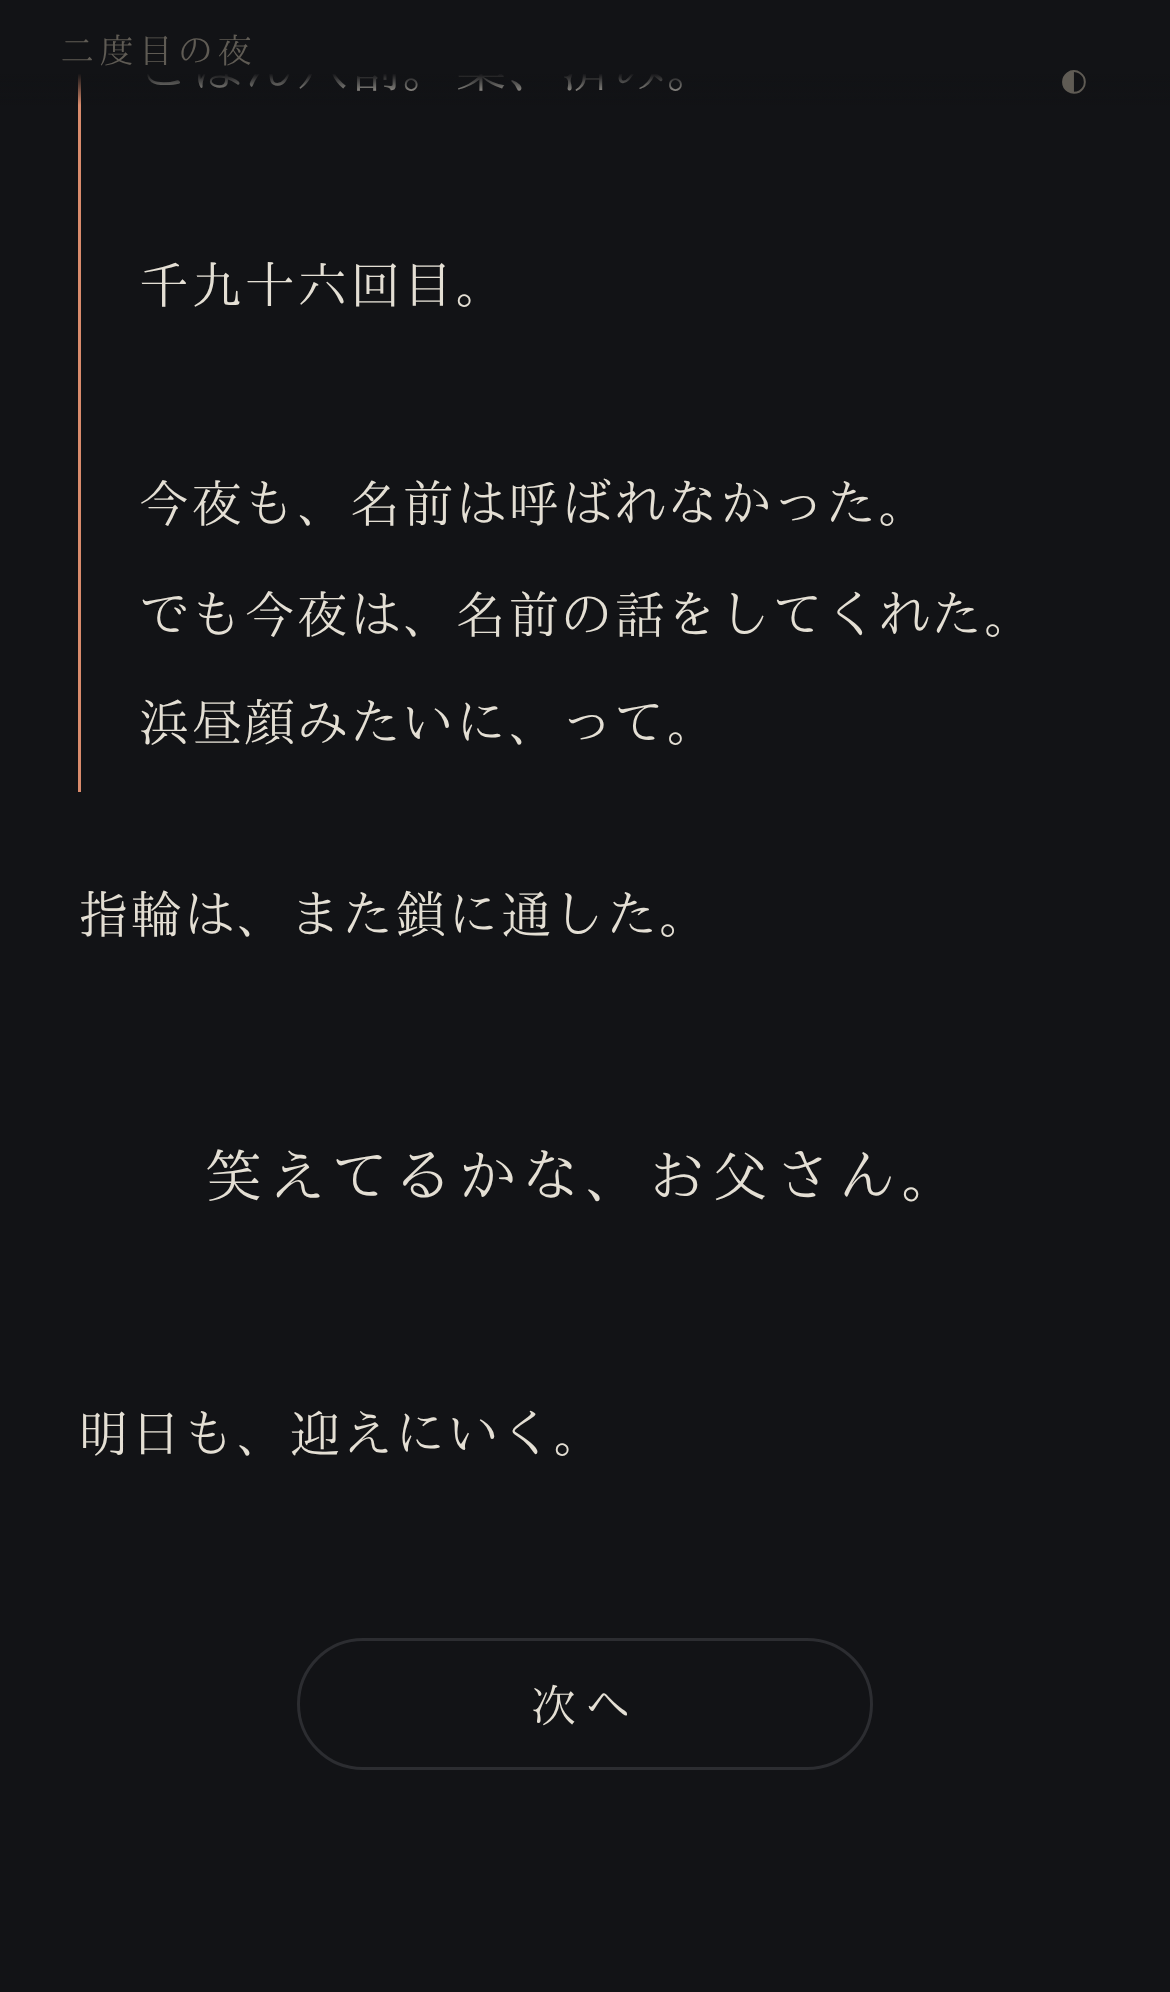 二度目の夜
千九十六回目。
今夜も、名前は呼ばれなかった。
でも今夜は、名前の話をしてくれた。
浜昼顔みたいに、って。
指輪は、また鎖に通した。
笑えてるかな、お父さん。
明日も、迎えにいく。
次へ